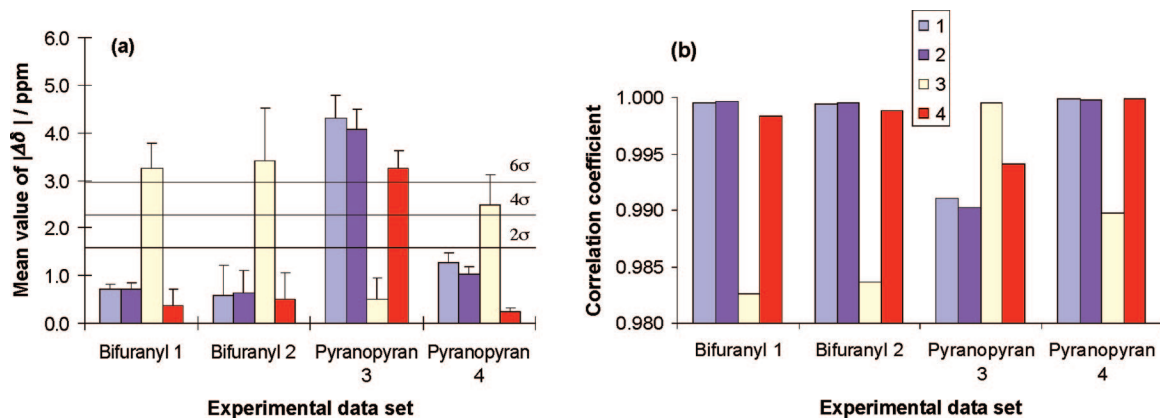 (a)
Mean value of |Δδ| / ppm
6.0
5.0
4.0
3.0
2.0
1.0
0.0
6σ
4σ
2σ
Bifuranyl 1
Bifuranyl 2
Pyranopyran
3
Pyranopyran
4
Experimental data set
(b)
1
2
3
4
Correlation coefficient
1.000
0.995
0.990
0.985
0.980
Bifuranyl 1
Bifuranyl 2
Pyranopyran
3
Pyranopyran
4
Experimental data set